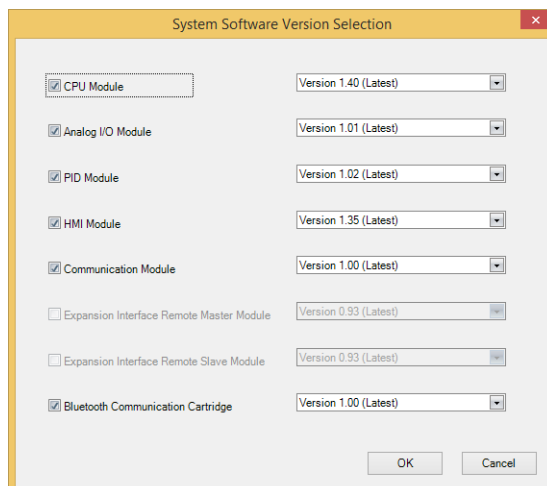 System Software Version Selection
CPU Module Version 1.40 (Latest)
Analog I/O Module Version 1.01 (Latest)
PID Module Version 1.02 (Latest)
HMI Module Version 1.35 (Latest)
Communication Module Version 1.00 (Latest)
Expansion Interface Remote Master Module Version 0.93 (Latest)
Expansion Interface Remote Slave Module Version 0.93 (Latest)
Bluetooth Communication Cartridge Version 1.00 (Latest)
OK Cancel